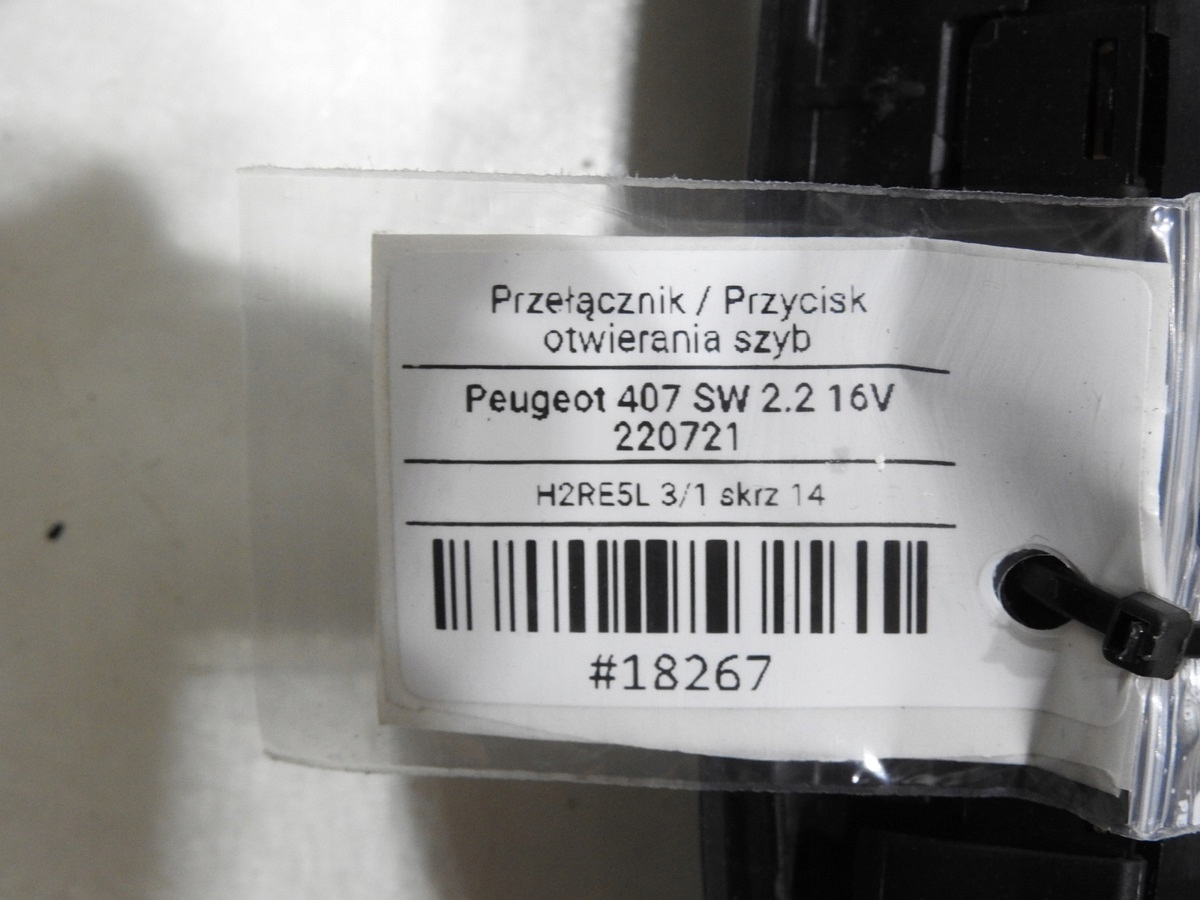 Przełącznik / Przycisk
otwierania szyb
Peugeot 407 SW 2.2 16V
220721
H2RE5L 3/1 skrz 14
#18267